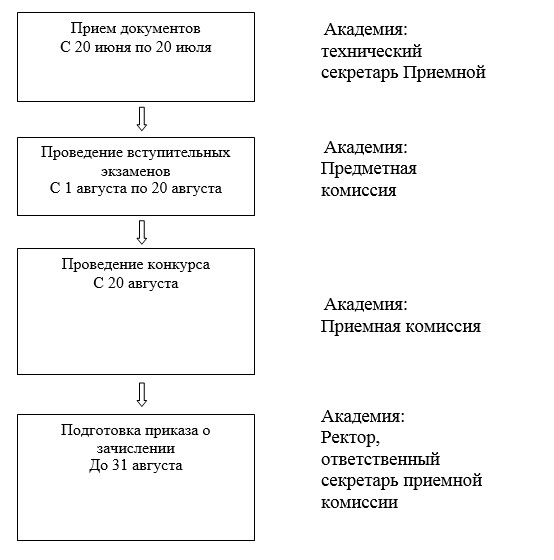 Прием документов
С 20 июня по 20 июля
Академия:
технический
секретарь Приемной
Проведение вступительных
экзаменов
С 1 августа по 20 августа
Академия:
Предметная
комиссия
Проведение конкурса
С 20 августа
Академия:
Приемная комиссия
Подготовка приказа о
зачислении
До 31 августа
Академия:
Ректор,
ответственный
секретарь приемной
комиссии